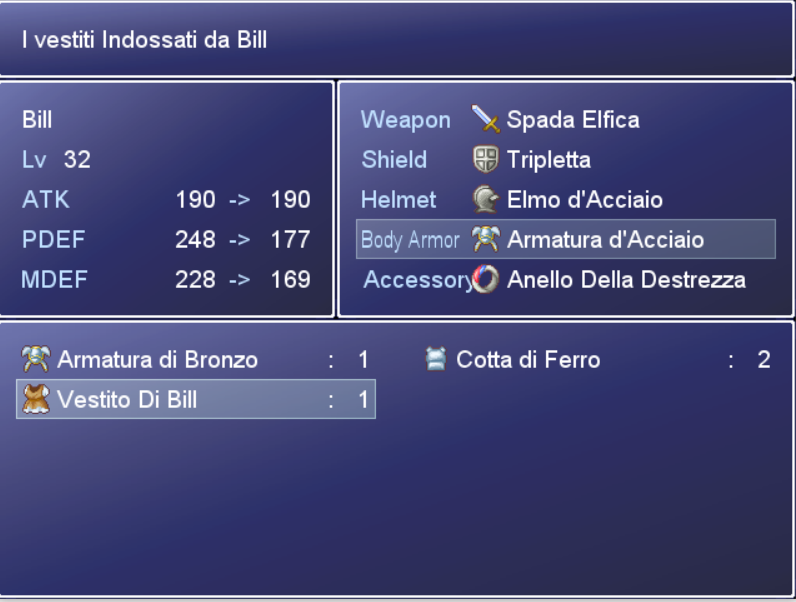 I vestiti Indossati da Bill
Bill
Lv 32
ATK 190 -> 190
PDEF 248 -> 177
MDEF 228 -> 169
Weapon Spada Elfica
Shield Tripletta
Helmet Elmo d'Acciaio
Body Armor Armatura d'Acciaio
Accessory Anello Della Destrezza
Armatura di Bronzo : 1
Cotta di Ferro : 2
Vestito Di Bill : 1